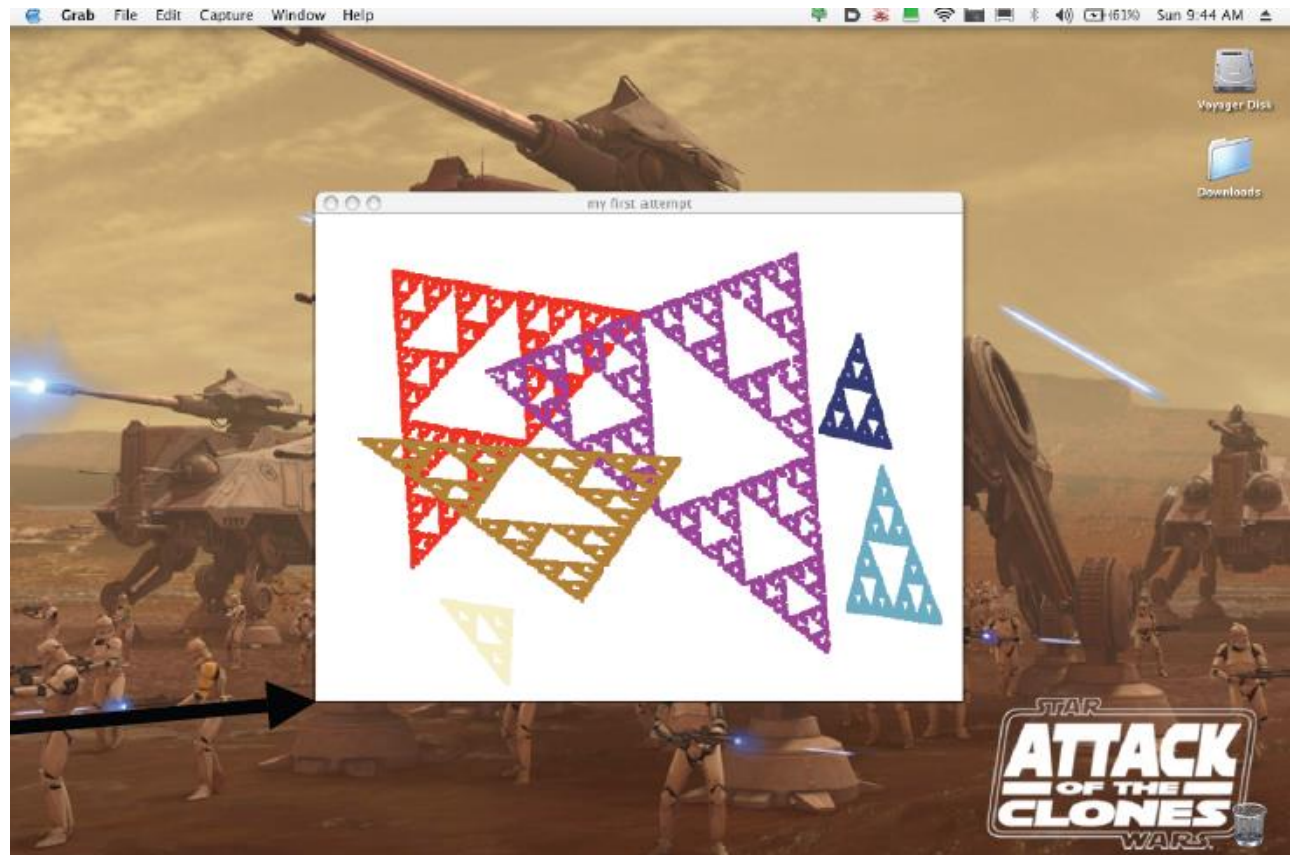 Grab File Edit Capture Window Help (61%) Sun 9:44 AM
Voyager Disk
Downloads
my first attempt
STAR
ATTACK
OF THE
CLONES
WARS